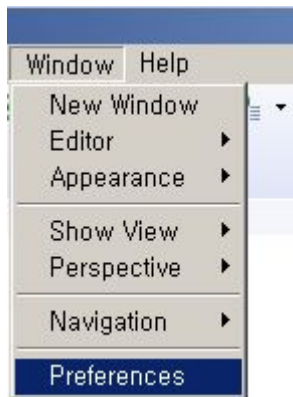 Window Help
New Window
Editor
Appearance
Show View
Perspective
Navigation
Preferences